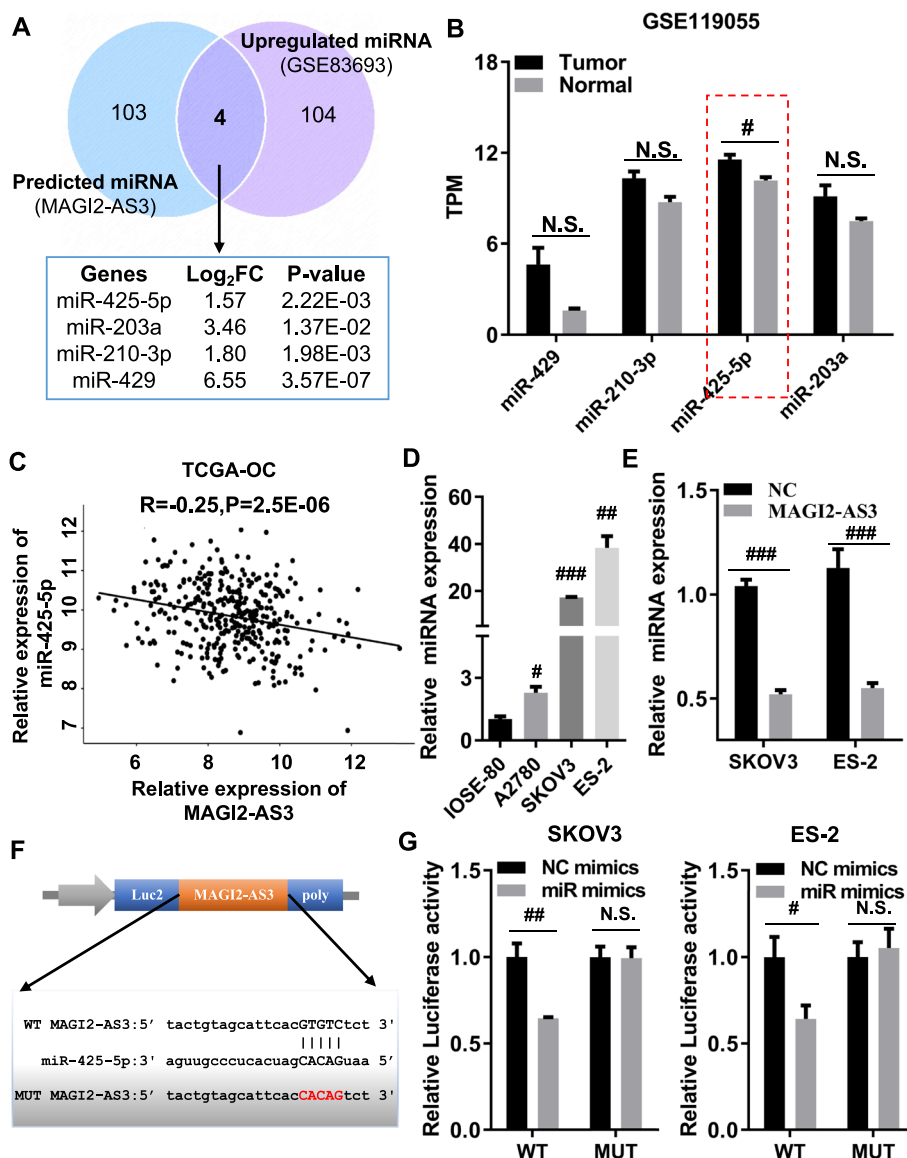 A
Upregulated miRNA
(GSE83693)
103
4
104
Predicted miRNA
(MAGI2-AS3)
Genes Log2FC P-value
miR-425-5p 1.57 2.22E-03
miR-203a 3.46 1.37E-02
miR-210-3p 1.80 1.98E-03
miR-429 6.55 3.57E-07
B
GSE119055
Tumor
Normal
TPM
18
12
6
0
N.S.
N.S.
#
N.S.
miR-429
miR-210-3p
miR-425-5p
miR-203a
C
TCGA-OC
R=-0.25,P=2.5E-06
Relative expression of
miR-425-5p
12
11
10
9
8
7
6 8 10 12
Relative expression of
MAGI2-AS3
D
Relative miRNA expression
60
40
20
3
0
#
###
##
IOSE-80
A2780
SKOV3
ES-2
E
NC
MAGI2-AS3
Relative miRNA expression
1.5
1.0
0.5
###
###
SKOV3 ES-2
F
Luc2 MAGI2-AS3 poly
WT MAGI2-AS3:5' tactgtagcattcacGTGTCtct 3'
miR-425-5p:3' aguugcccucacuagCACAGuaa 5'
MUT MAGI2-AS3:5' tactgtagcattcacCACAGtct 3'
G
SKOV3
NC mimics
miR mimics
Relative Luciferase activity
1.5
1.0
0.5
0.0
##
N.S.
WT MUT
ES-2
NC mimics
miR mimics
Relative Luciferase activity
1.5
1.0
0.5
0.0
#
N.S.
WT MUT